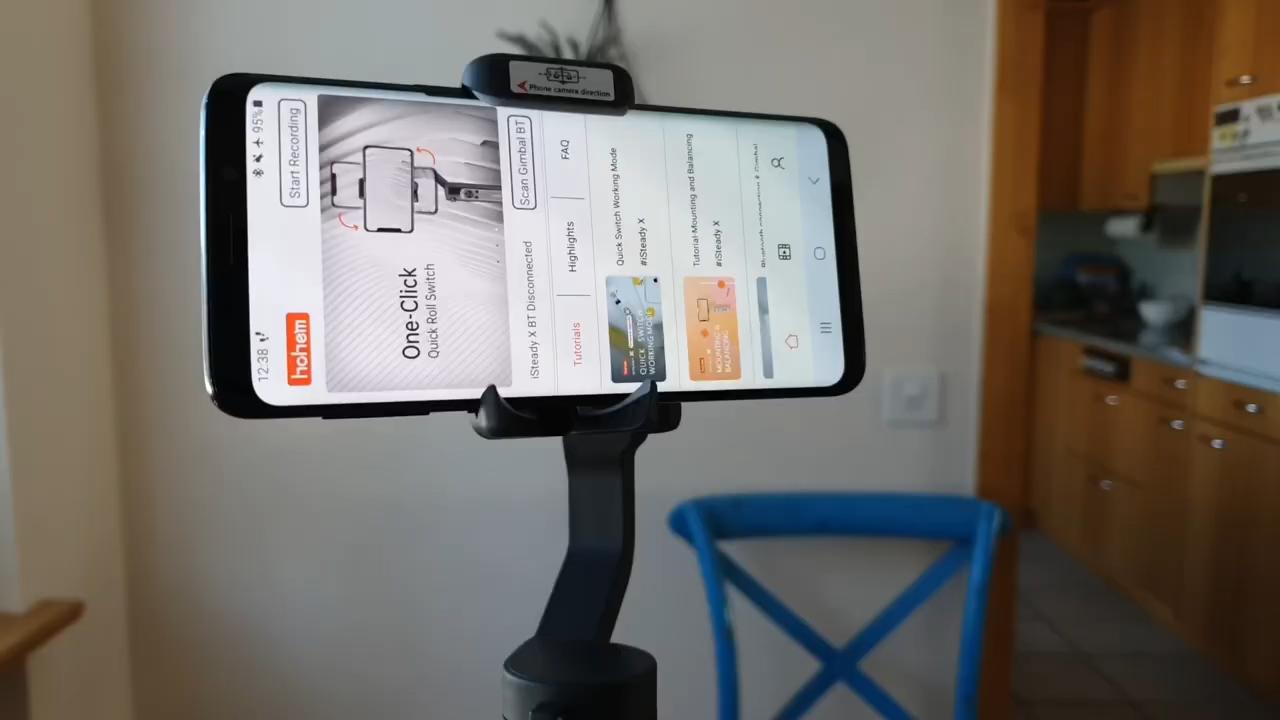 Phone camera direction
12:38
95%
hohem
Start Recording
One-Click
Quick Roll Switch
iSteady X BT Disconnected
Scan Gimbal BT
Tutorials
Highlights
FAQ
QUICK SWITCH
WORKING MODE
Quick Switch Working Mode
#iSteady X
MOUNTING &
BALANCING
Tutorial-Mounting and Balancing
#iSteady X